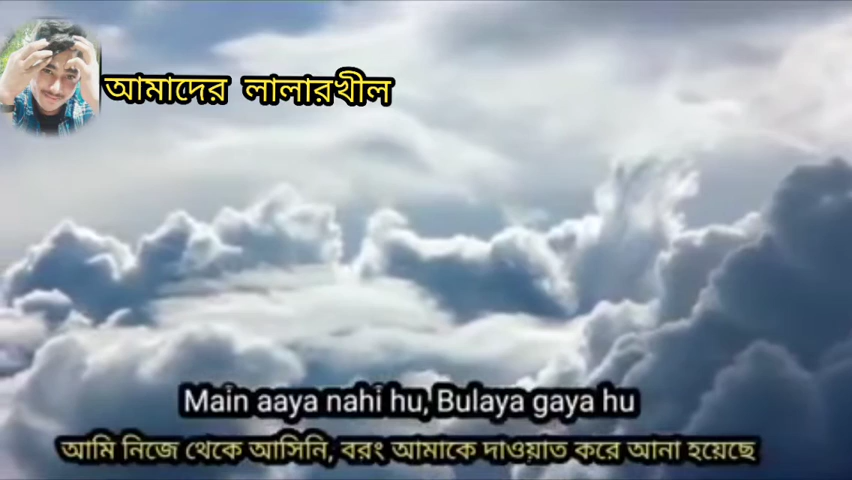 আমাদের লালারখীল
Main aaya nahi hu, Bulaya gaya hu
আমি নিজে থেকে আসিনি, বরং আমাকে দাওয়াত করে আনা হয়েছে